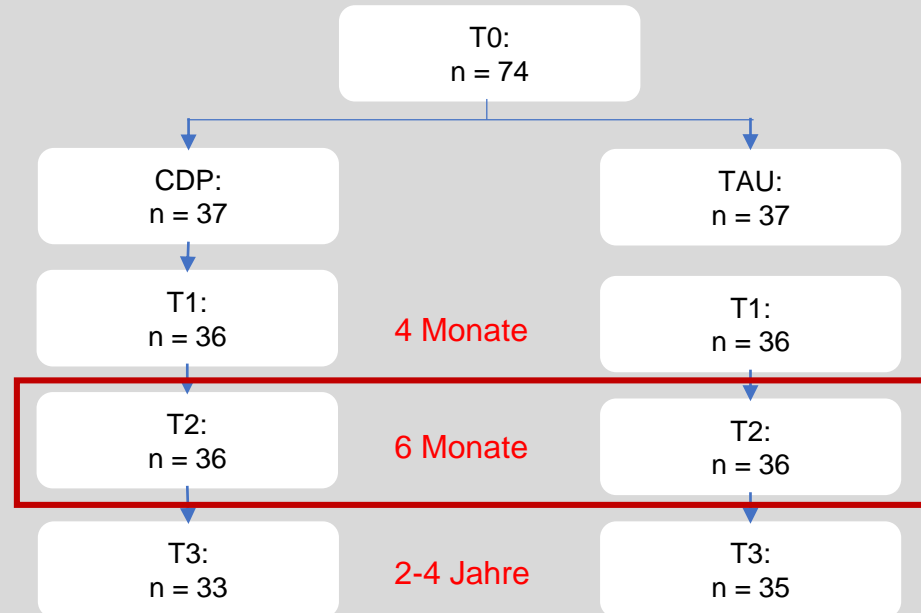 T0:
n = 74
CDP:
n = 37
TAU:
n = 37
T1:
n = 36
4 Monate
T1:
n = 36
T2:
n = 36
6 Monate
T2:
n = 36
T3:
n = 33
2-4 Jahre
T3:
n = 35